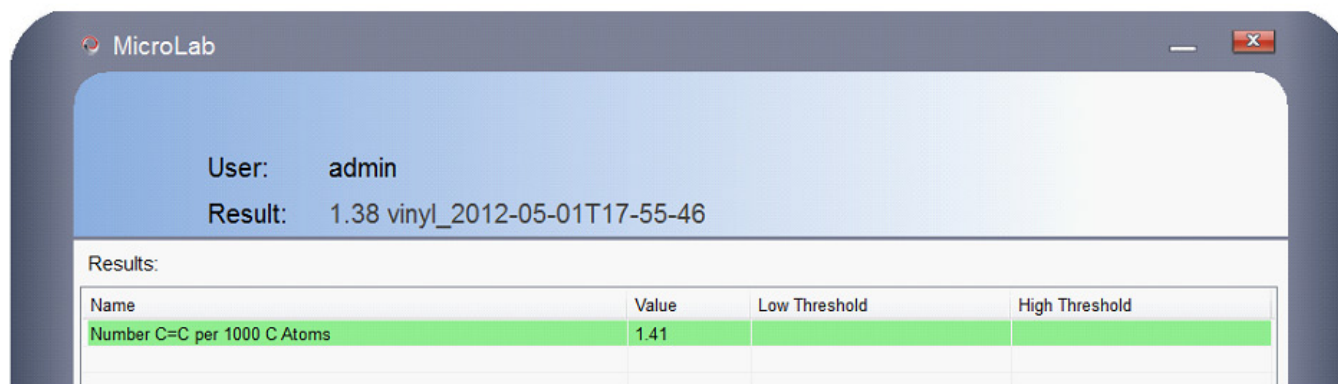 MicroLab
User: admin
Result: 1.38 vinyl_2012-05-01T17-55-46
Results:
Name Value Low Threshold High Threshold
Number C=C per 1000 C Atoms 1.41